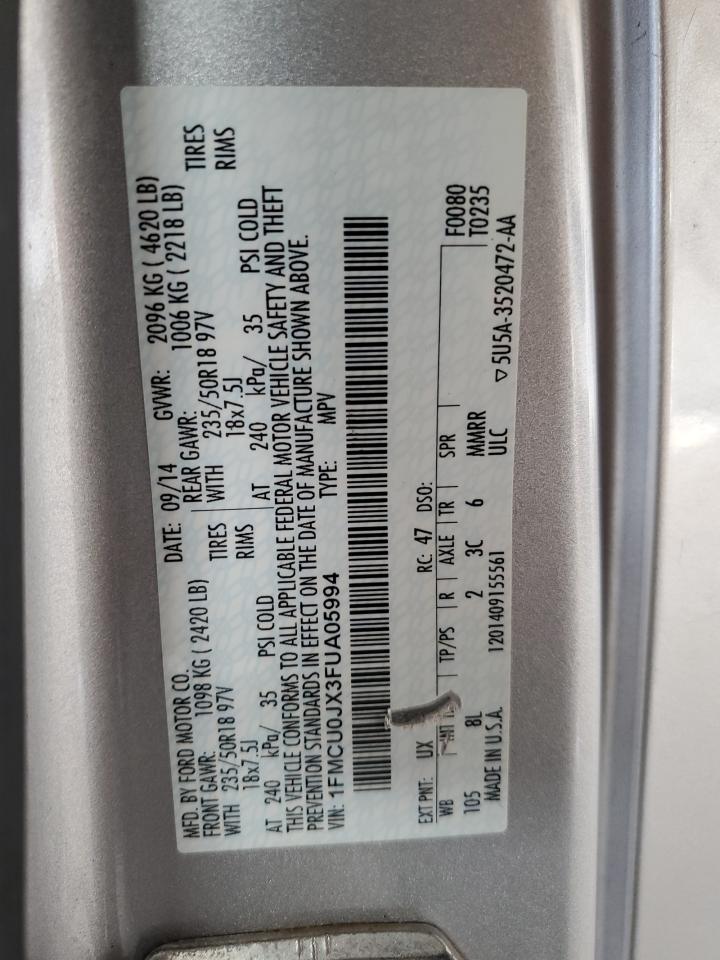 MFD. BY FORD MOTOR CO.
DATE: 09/14 GVWR: 2096 KG ( 4620 LB)
FRONT GAWR: 1098 KG ( 2420 LB)
REAR GAWR: 1006 KG ( 2218 LB)
WITH 235/50R18 97V TIRES
WITH 235/50R18 97V TIRES
18x7.5J RIMS
18x7.5J RIMS
AT 240 kPa/ 35 PSI COLD
AT 240 kPa/ 35 PSI COLD
THIS VEHICLE CONFORMS TO ALL APPLICABLE FEDERAL MOTOR VEHICLE SAFETY AND THEFT
PREVENTION STANDARDS IN EFFECT ON THE DATE OF MANUFACTURE SHOWN ABOVE.
VIN: 1FMCU0JX3FUA05994 TYPE: MPV
EXT PNT: UX RC: 47 DSO: F0080
WB TP/PS R AXLE TR SPR T0235
105 8L 2 3C 6 MMRR
MADE IN U.S.A. 1201409155561 ULC ▽5U5A-3520472-AA